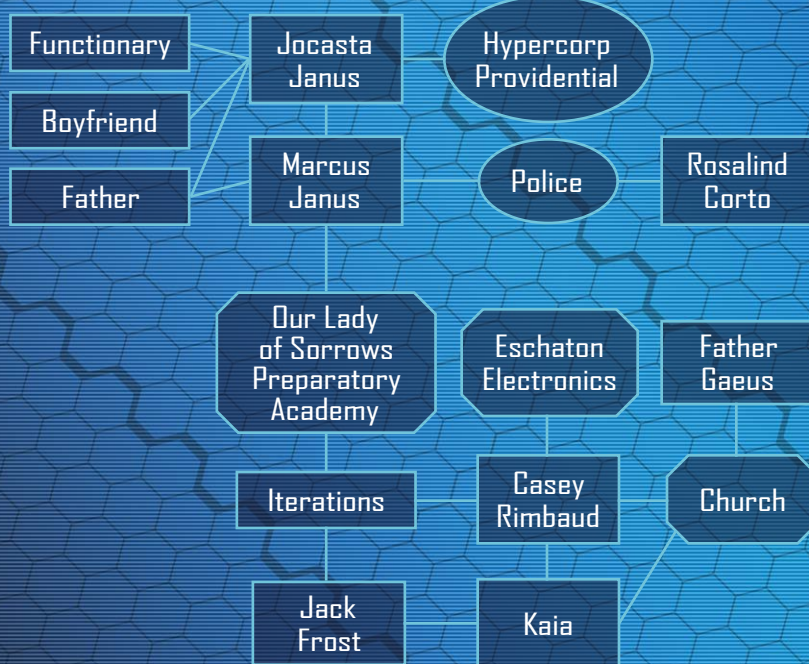 Functionary
Jocasta
Janus
Hypercorp
Providential
Boyfriend
Father
Marcus
Janus
Police
Rosalind
Corto
Our Lady
of Sorrows
Preparatory
Academy
Eschaton
Electronics
Father
Gaeus
Iterations
Casey
Rimbaud
Church
Jack
Frost
Kaia